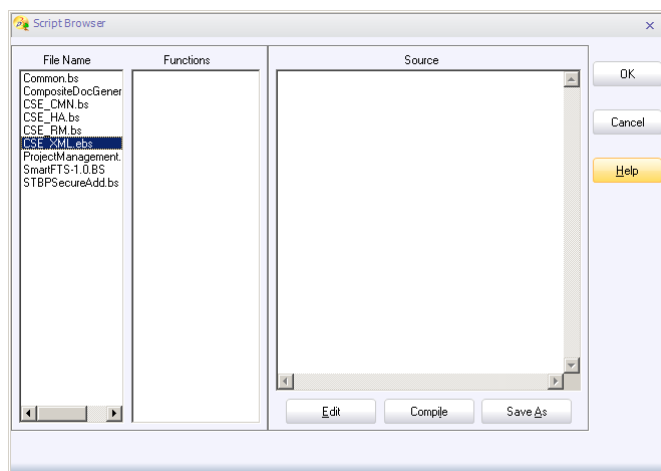 Script Browser
File Name
Functions
Source
Common.bs
CompositeDocGener
CSE_CMN.bs
CSE_HA.bs
CSE_RM.bs
CSE_XML.ebs
ProjectManagement.
SmartFTS-1.0.BS
STBPSecureAdd.bs
OK
Cancel
Help
Edit
Compile
Save As